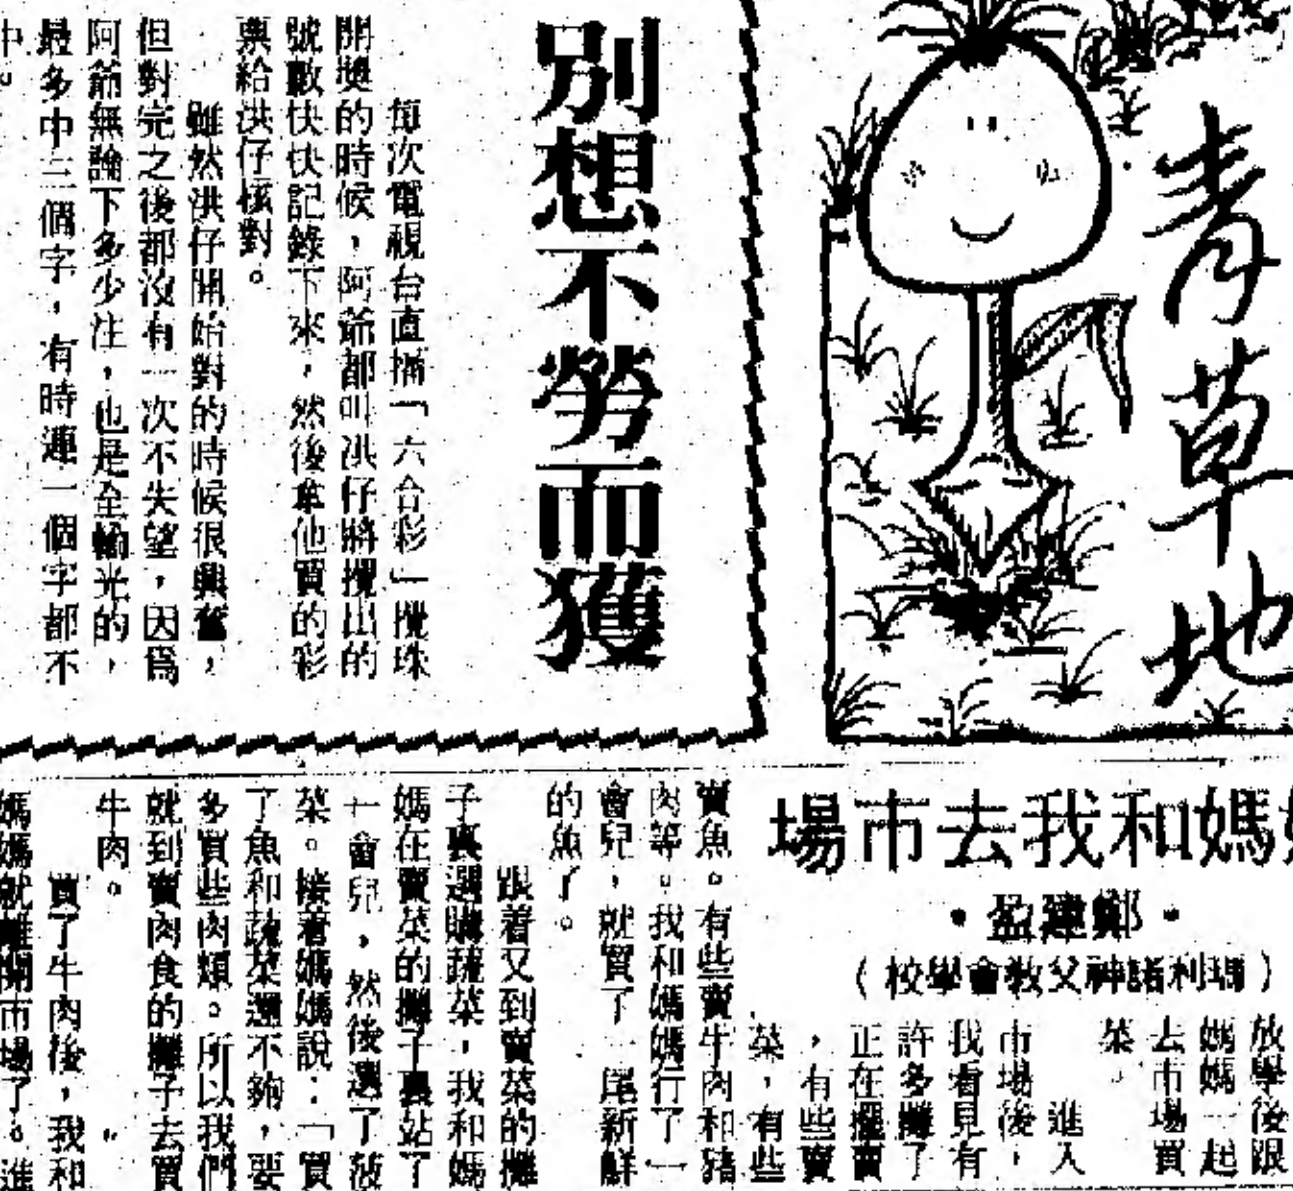 青草地
別想不勞而獲
每次電視台直播「六合彩」攪珠
開獎的時候，阿爺都叫洪仔將攪出的
號數快快記錄下來，然後拿他買的彩
票給洪仔核對。
雖然洪仔開始對的時候很興奮，
但對完之後都沒有一次不失望，因爲
阿爺無論下多少注，也是全輸光的，
最多中三個字，有時連一個字都不
中。
媽和我去市場
建盈
（瑪利諾神父教會學校）
放學後跟
媽媽一起
去市場買
菜。
進入
市場後，
我看見有
許多攤子
正在擺賣
，有些賣
菜，有些
賣魚。有些賣牛肉和豬
肉等。我和媽媽行了一
會兒，就買了一尾新鮮
的魚了。
跟着又到賣菜的攤
子裏選購蔬菜，我和媽
媽在賣菜的攤子裏站了
一會兒，然後選了菠
菜。接着媽媽說：「買
了魚和蔬菜還不夠，要
多買些肉類。所以我們
就到賣肉食的攤子去買
牛肉。」
買了牛肉後，我和
媽媽就離開市場了。進